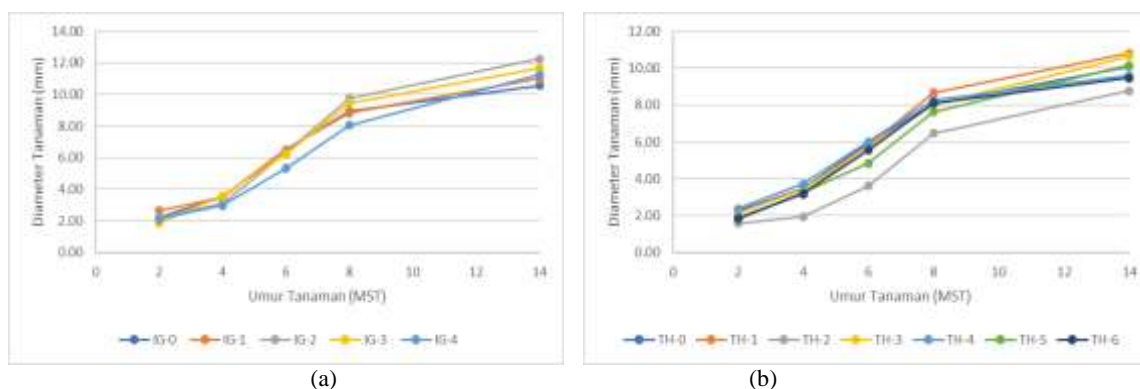 14.00
12.00
10.00
8.00
6.00
4.00
2.00
0.00
Diameter Tanaman (mm)
0 2 4 6 8 10 12 14
Umur Tanaman (MST)
IG-0 IG-1 IG-2 IG-3 IG-4
(a)
12.00
10.00
8.00
6.00
4.00
2.00
0.00
Diameter Tanaman (mm)
0 2 4 6 8 10 12 14
Umur Tanaman (MST)
TH-0 TH-1 TH-2 TH-3 TH-4 TH-5 TH-6
(b)